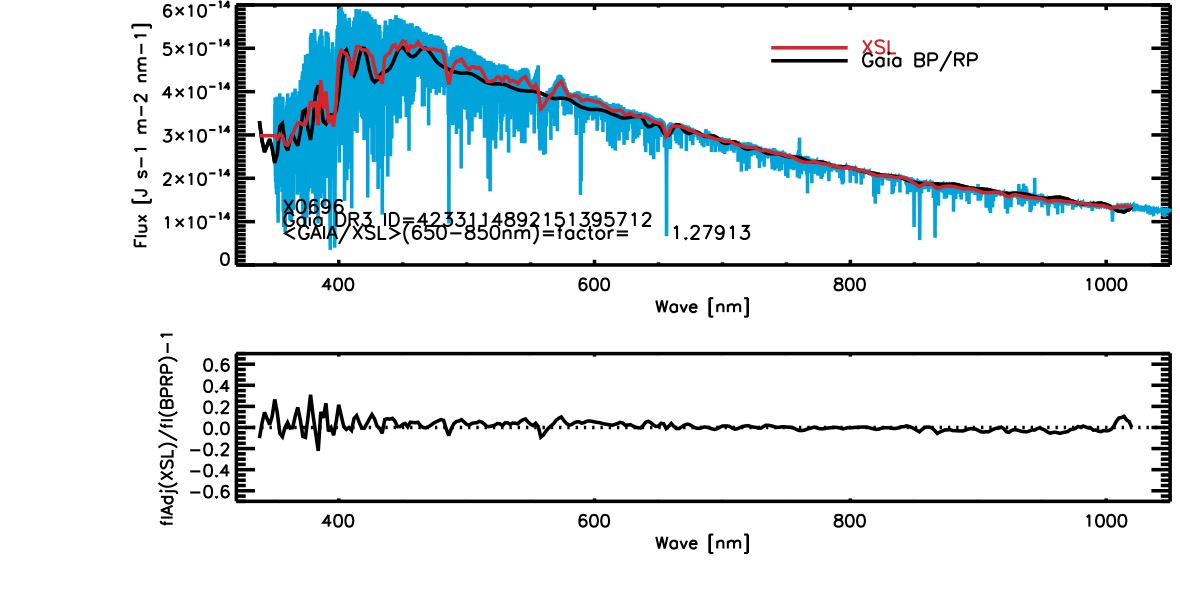 6×10−14
5×10−14
4×10−14
3×10−14
2×10−14
1×10−14
0
Flux [J s−1 m−2 nm−1]
XSL
Gaia BP/RP
X0696
Gaia DR3 ID=4233114892151395712
<GAIA/XSL>(650−850nm)=factor= 1.27913
400 600 800 1000
Wave [nm]
flAdj(XSL)/fl(BPRP)−1
0.6
0.4
0.2
0.0
−0.2
−0.4
−0.6
400 600 800 1000
Wave [nm]